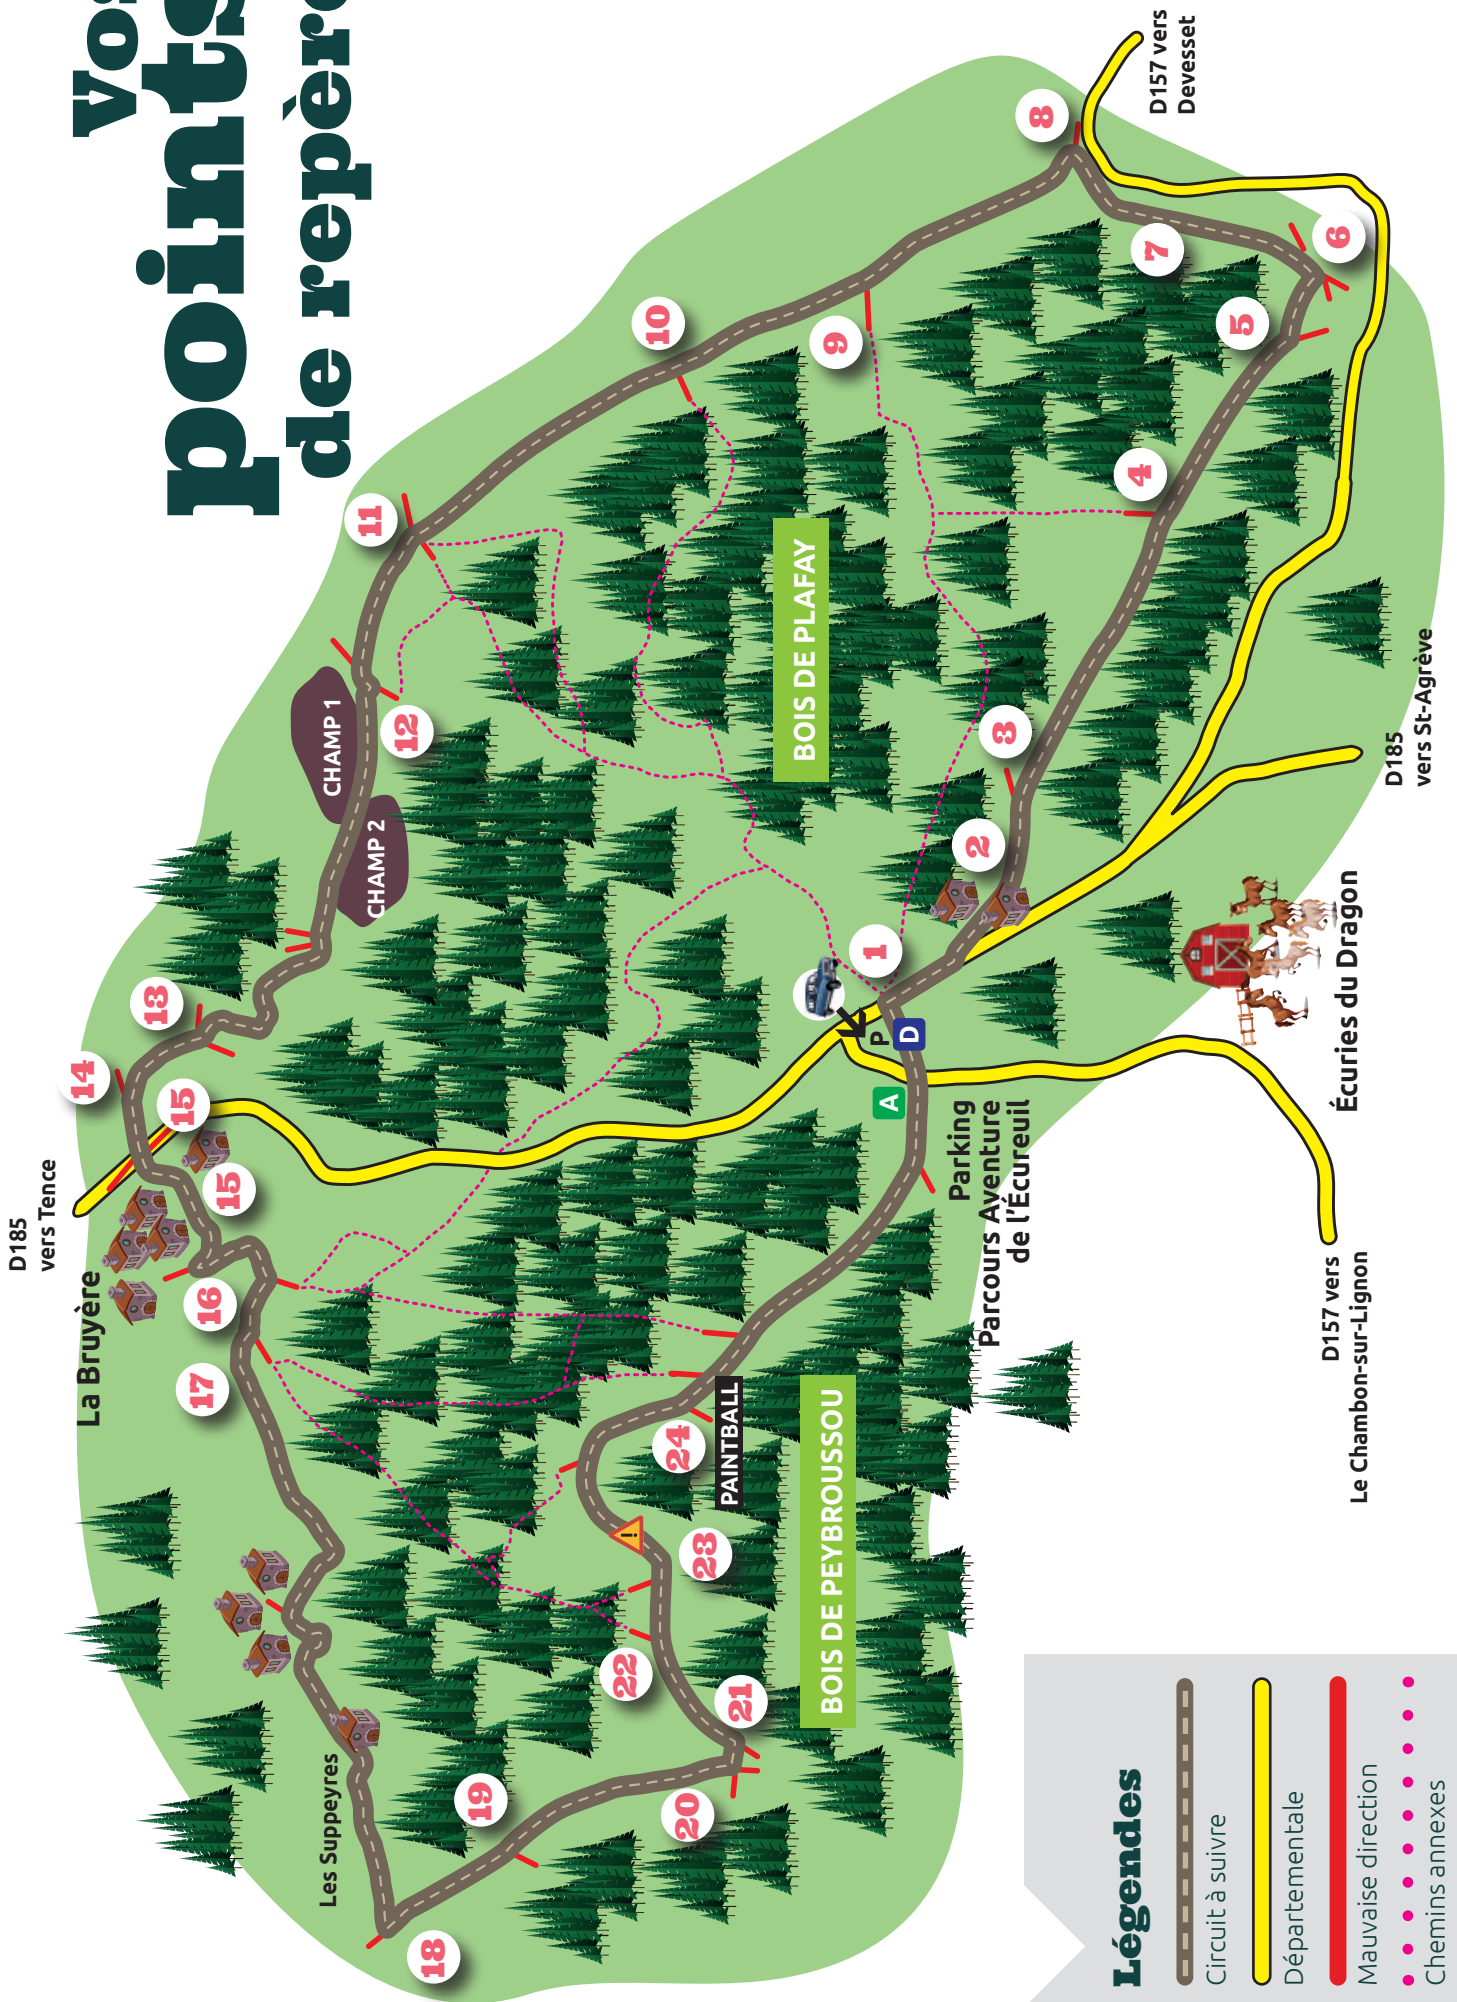 Vos
points
de repère
D157 vers
Devesset
8
7
6
5
10
9
4
11
BOIS DE PLAFAY
D185
vers St-Agrève
CHAMP 1
12
3
CHAMP 2
2
1
Écuries du Dragon
13
14
15
P
D
A
D185
vers Tence
15
Parking
Parcours Aventure
de l'Écureuil
La Bruyère
16
17
D157 vers
Le Chambon-sur-Lignon
24
PAINTBALL
BOIS DE PEYBROUSSOU
!
23
22
21
Les Suppeyres
19
20
18
Légendes
Circuit à suivre
Départementale
Mauvaise direction
Chemins annexes